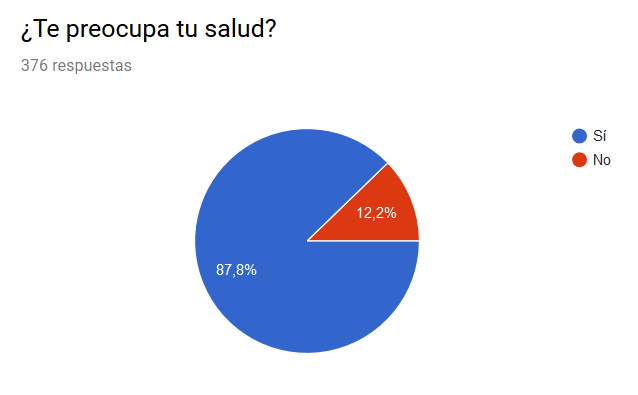 ¿Te preocupa tu salud?
376 respuestas
Sí
No
12,2%
87,8%